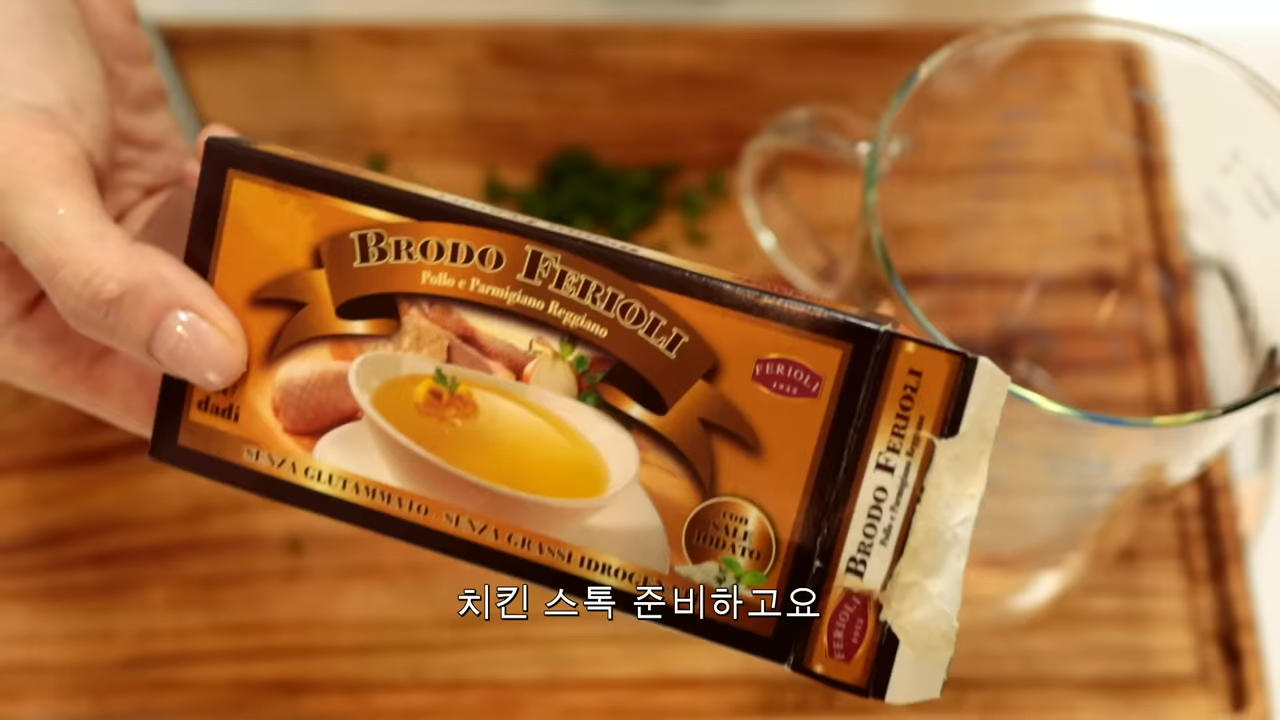 BRODO FERIOLI
Pollo e Parmigiano Reggiano
FERIOLI
dadi
SENZA GLUTAMMATO - SENZA GRASSI IDROGE
con
SALE
IODATO
BRODO FERIOLI
Pollo e Parmigiano Reggiano
FERIOLI
치킨 스톡 준비하고요